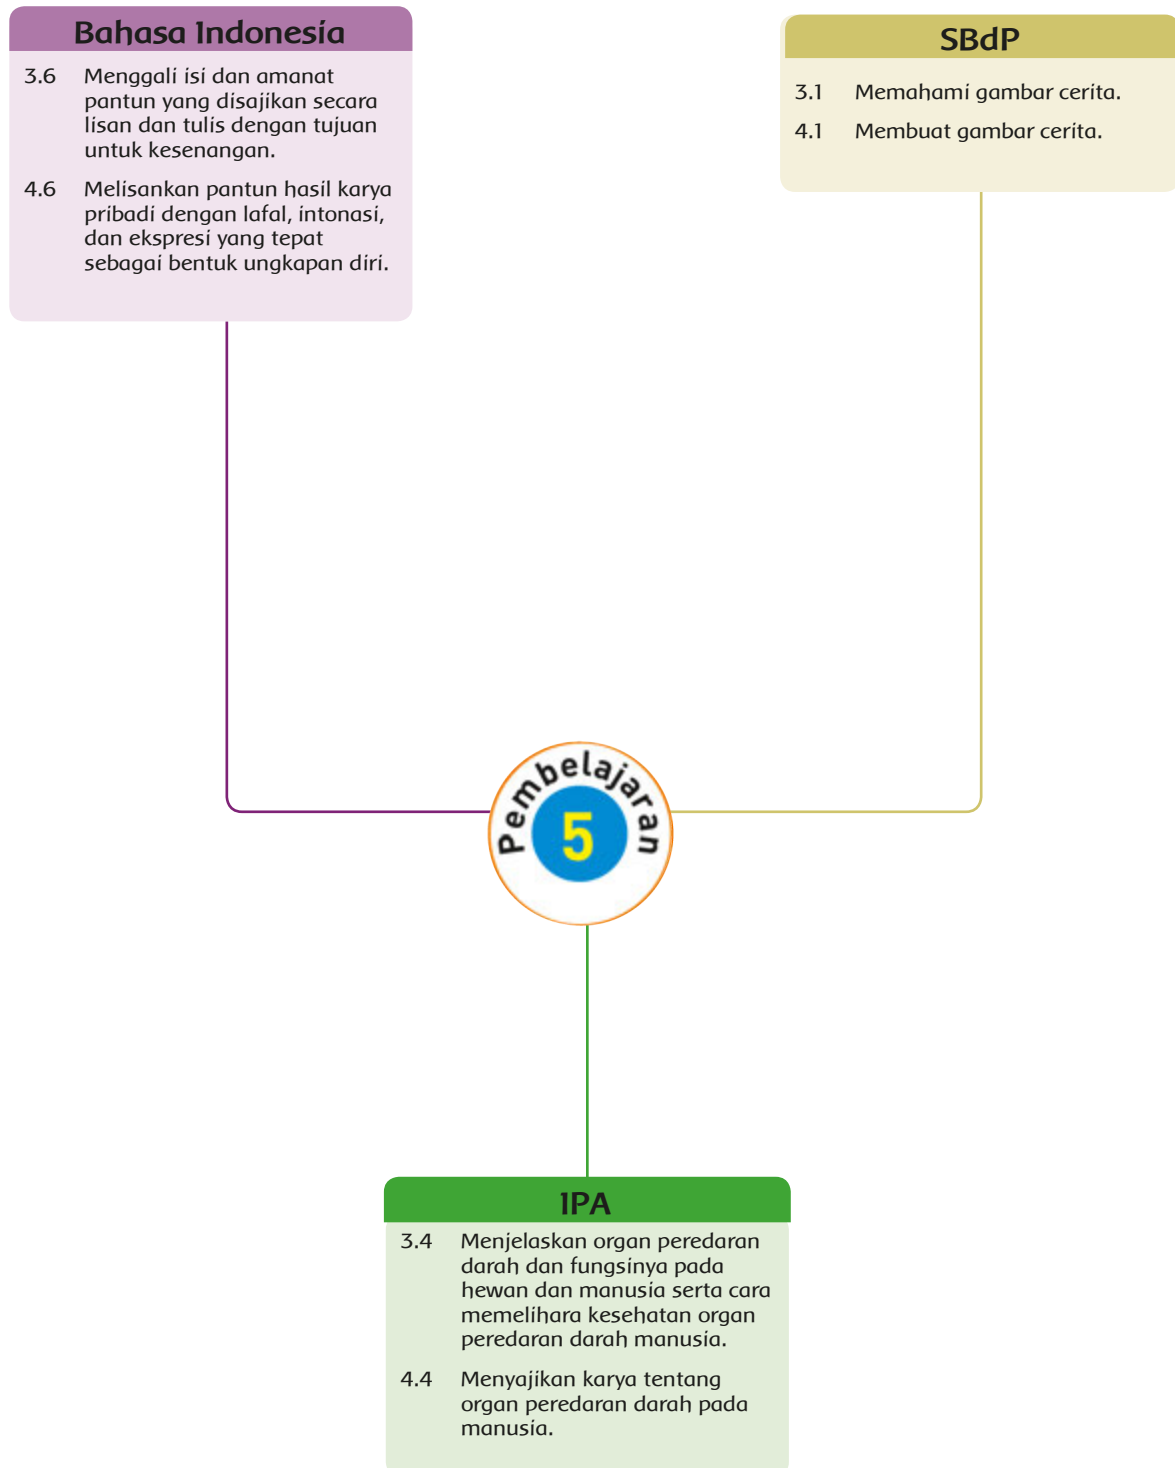 Bahasa Indonesia
3.6 Menggali isi dan amanat
pantun yang disajikan secara
lisan dan tulis dengan tujuan
untuk kesenangan.
4.6 Melisankan pantun hasil karya
pribadi dengan lafal, intonasi,
dan ekspresi yang tepat
sebagai bentuk ungkapan diri.
SBdP
3.1 Memahami gambar cerita.
4.1 Membuat gambar cerita.
Pembelajaran
5
IPA
3.4 Menjelaskan organ peredaran
darah dan fungsinya pada
hewan dan manusia serta cara
memelihara kesehatan organ
peredaran darah manusia.
4.4 Menyajikan karya tentang
organ peredaran darah pada
manusia.